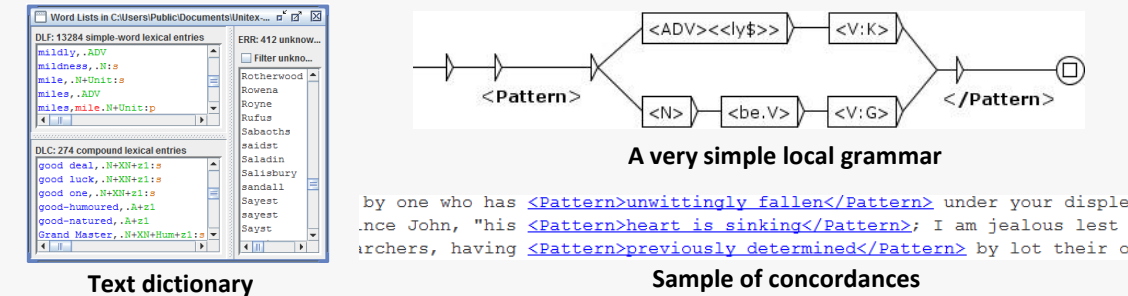 Word Lists in C:\Users\Public\Documents\Unitex-...
DLF: 13284 simple-word lexical entries
mildly,.ADV
mildness,.N:s
mile,.N+Unit:s
miles,.ADV
miles,mile.N+Unit:p
DLC: 274 compound lexical entries
good deal,.N+XN+z1:s
good luck,.N+XN+z1:s
good one,.N+XN+z1:s
good-humoured,.A+z1
good-natured,.A+z1
Grand Master,.N+XN+Hum+z1:s
ERR: 412 unknow...
Filter unkno...
Rotherwood
Rowena
Royne
Rufus
Sabaoths
saidst
Saladin
Salisbury
sandall
Sayest
sayest
Sayst
Text dictionary
<ADV><<ly$>> <V:K>
<Pattern> </Pattern>
<N> <be.V> <V:G>
A very simple local grammar
by one who has <Pattern>unwittingly fallen</Pattern> under your disple
.nce John, "his <Pattern>heart is sinking</Pattern>; I am jealous lest
archers, having <Pattern>previously determined</Pattern> by lot their o
Sample of concordances